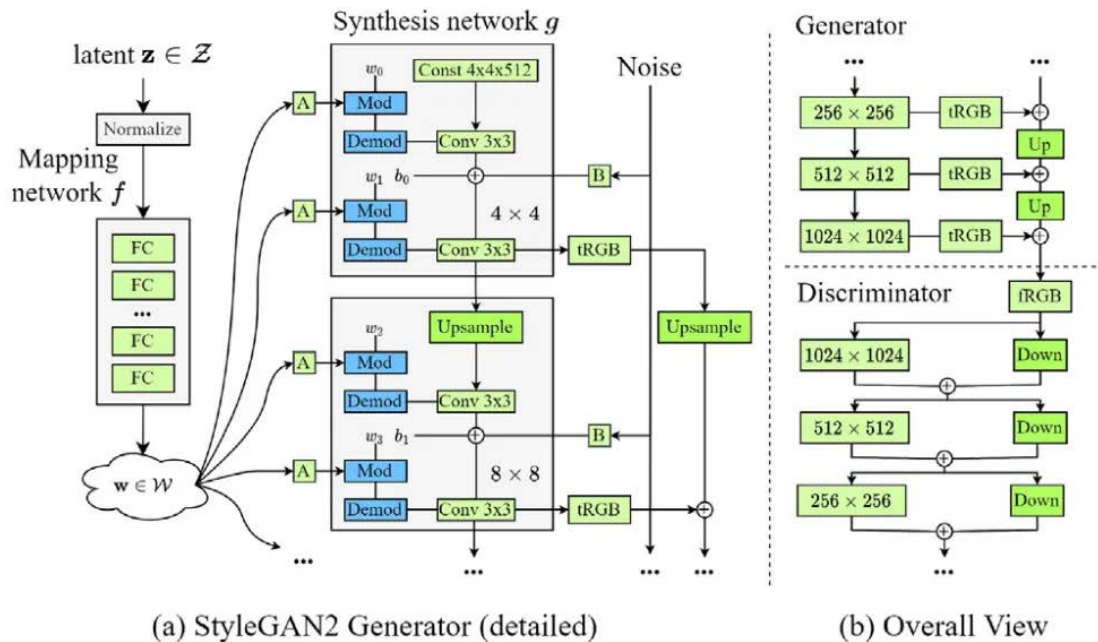 latent z ∈ 𝒵
Normalize
Mapping
network f
FC
FC
...
FC
FC
w ∈ 𝒲
Synthesis network g
Noise
w₀
Const 4x4x512
A
Mod
Demod
Conv 3x3
w₁
b₀
B
A
Mod
4 × 4
Demod
Conv 3x3
tRGB
Upsample
Upsample
w₂
A
Mod
Demod
Conv 3x3
w₃
b₁
B
A
Mod
8 × 8
Demod
Conv 3x3
tRGB
...
...
...
...
(a) StyleGAN2 Generator (detailed)
Generator
...
...
256 × 256
tRGB
Up
512 × 512
tRGB
Up
1024 × 1024
tRGB
Discriminator
fRGB
1024 × 1024
Down
512 × 512
Down
256 × 256
Down
...
(b) Overall View